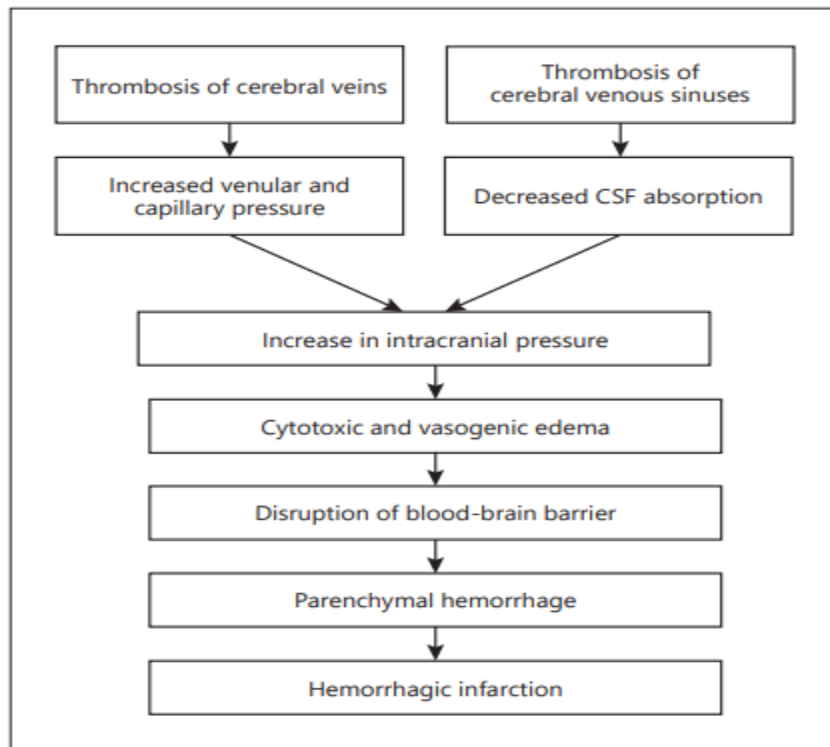 Thrombosis of cerebral veins
Thrombosis of
cerebral venous sinuses
Increased venular and
capillary pressure
Decreased CSF absorption
Increase in intracranial pressure
Cytotoxic and vasogenic edema
Disruption of blood-brain barrier
Parenchymal hemorrhage
Hemorrhagic infarction